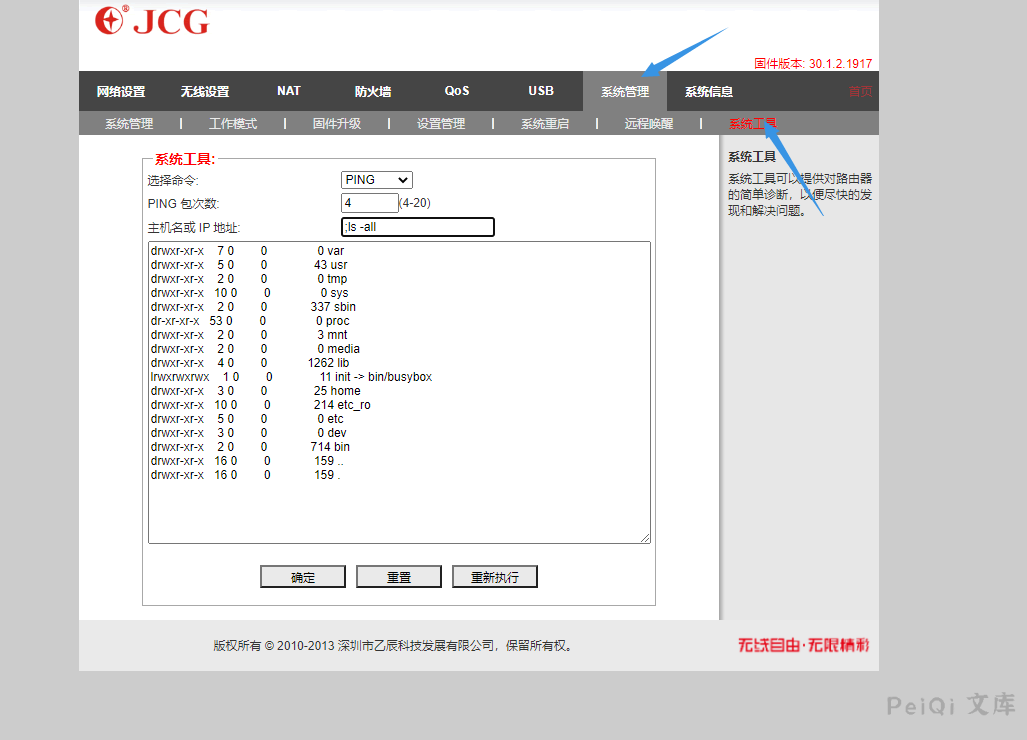 JCG®
固件版本: 30.1.2.1917
网络设置 无线设置 NAT 防火墙 QoS USB 系统管理 系统信息 首页
系统管理 | 工作模式 | 固件升级 | 设置管理 | 系统重启 | 远程唤醒 | 系统工具
系统工具:
选择命令: PING
PING 包次数: 4 (4-20)
主机名或 IP 地址: ;ls -all
drwxr-xr-x 7 0 0 0 var
drwxr-xr-x 5 0 0 43 usr
drwxr-xr-x 2 0 0 0 tmp
drwxr-xr-x 10 0 0 0 sys
drwxr-xr-x 2 0 0 337 sbin
dr-xr-xr-x 53 0 0 0 proc
drwxr-xr-x 2 0 0 3 mnt
drwxr-xr-x 2 0 0 0 media
drwxr-xr-x 4 0 0 1262 lib
lrwxrwxrwx 1 0 0 11 init -> bin/busybox
drwxr-xr-x 3 0 0 25 home
drwxr-xr-x 10 0 0 214 etc_ro
drwxr-xr-x 5 0 0 0 etc
drwxr-xr-x 3 0 0 0 dev
drwxr-xr-x 2 0 0 714 bin
drwxr-xr-x 16 0 0 159 ..
drwxr-xr-x 16 0 0 159 .
确定 重置 重新执行
系统工具
系统工具可以提供对路由器
的简单诊断，以便尽快的发
现和解决问题。
版权所有 © 2010-2013 深圳市乙辰科技发展有限公司，保留所有权。
无线自由·无限精彩
PeiQi 文库